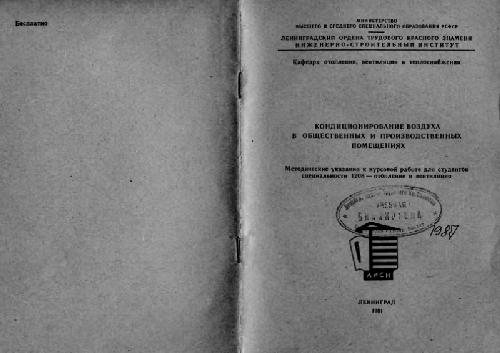 Бесплатно
МИНИСТЕРСТВО
ВЫСШЕГО И СРЕДНЕГО СПЕЦИАЛЬНОГО ОБРАЗОВАНИЯ РСФСР
ЛЕНИНГРАДСКИЙ ОРДЕНА ТРУДОВОГО КРАСНОГО ЗНАМЕНИ
ИНЖЕНЕРНО-СТРОИТЕЛЬНЫЙ ИНСТИТУТ
Кафедра отопления, вентиляции и теплоснабжения
КОНДИЦИОНИРОВАНИЕ ВОЗДУХА
В ОБЩЕСТВЕННЫХ И ПРОИЗВОДСТВЕННЫХ
ПОМЕЩЕНИЯХ
Методические указания к курсовой работе для студентов
специальности 1208 — отопление и вентиляция
БИБЛИОТЕКА
1987
ЛИСИ
ЛЕНИНГРАД
1981